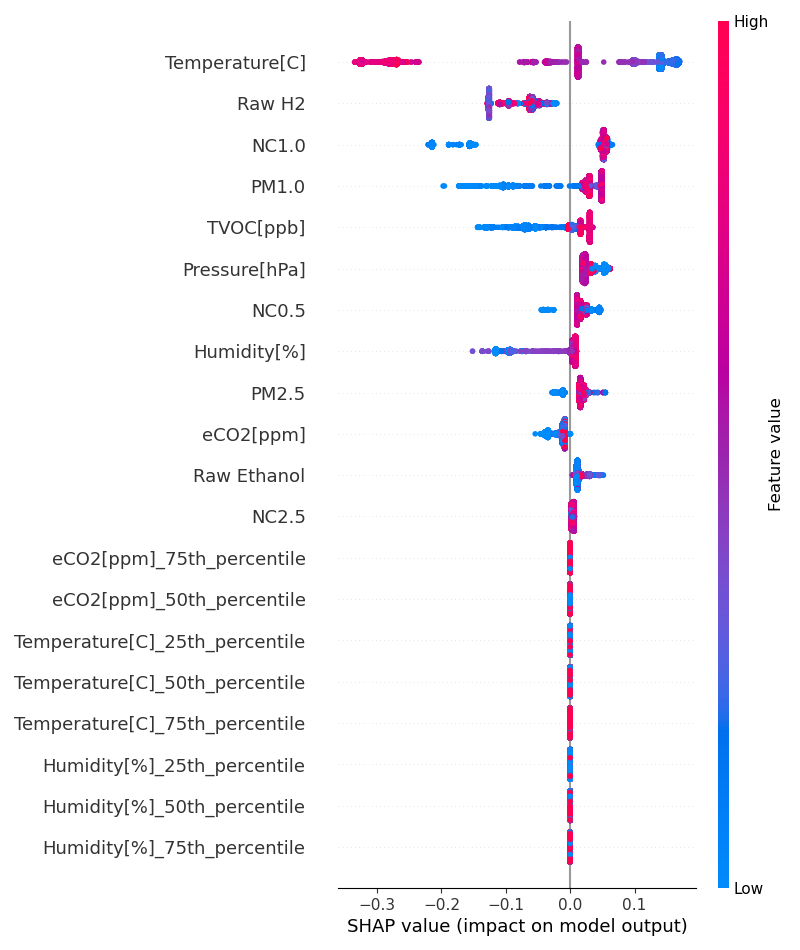 High
Temperature[C]
Raw H2
NC1.0
PM1.0
TVOC[ppb]
Pressure[hPa]
NC0.5
Humidity[%]
PM2.5
eCO2[ppm]
Raw Ethanol
NC2.5
eCO2[ppm]_75th_percentile
eCO2[ppm]_50th_percentile
Temperature[C]_25th_percentile
Temperature[C]_50th_percentile
Temperature[C]_75th_percentile
Humidity[%]_25th_percentile
Humidity[%]_50th_percentile
Humidity[%]_75th_percentile
Feature value
Low
−0.3 −0.2 −0.1 0.0 0.1
SHAP value (impact on model output)